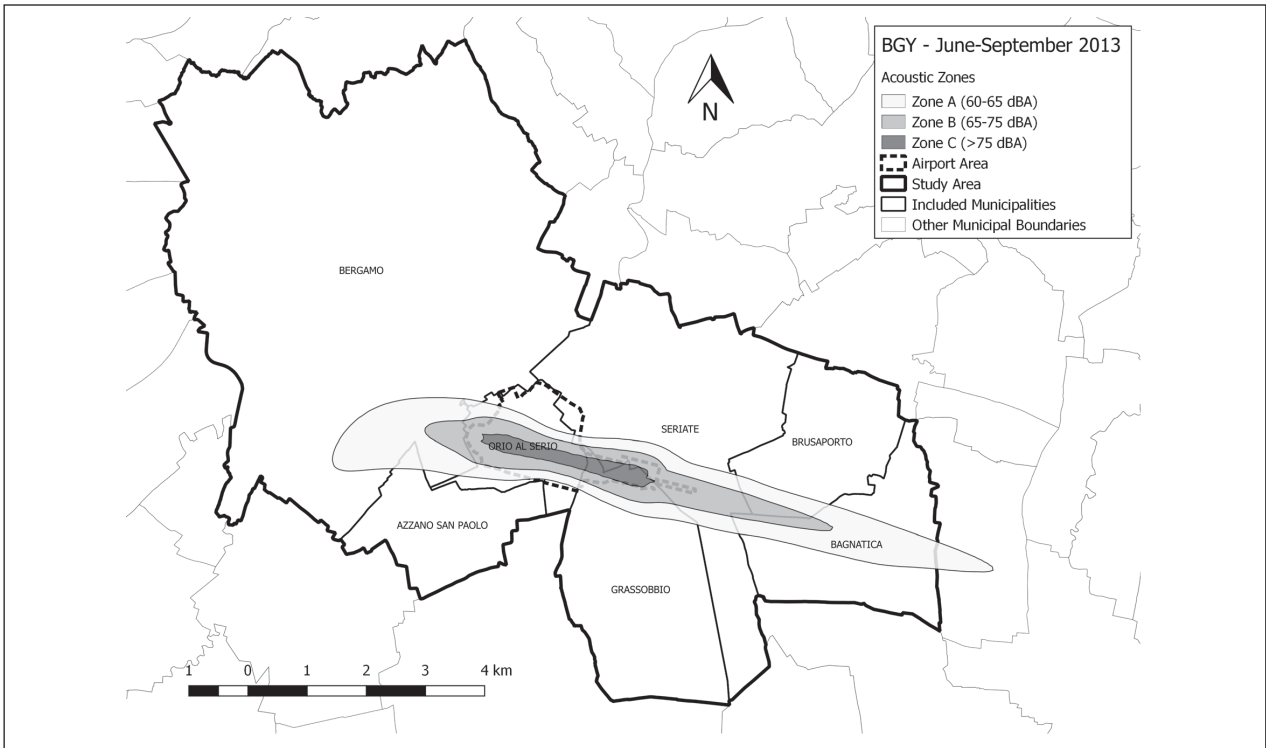 BGY - June-September 2013
Acoustic Zones
Zone A (60-65 dBA)
Zone B (65-75 dBA)
Zone C (>75 dBA)
Airport Area
Study Area
Included Municipalities
Other Municipal Boundaries
N
BERGAMO
SERIATE
BRUSAPORTO
ORIO AL SERIO
AZZANO SAN PAOLO
BAGNATICA
GRASSOBBIO
1 0 1 2 3 4 km